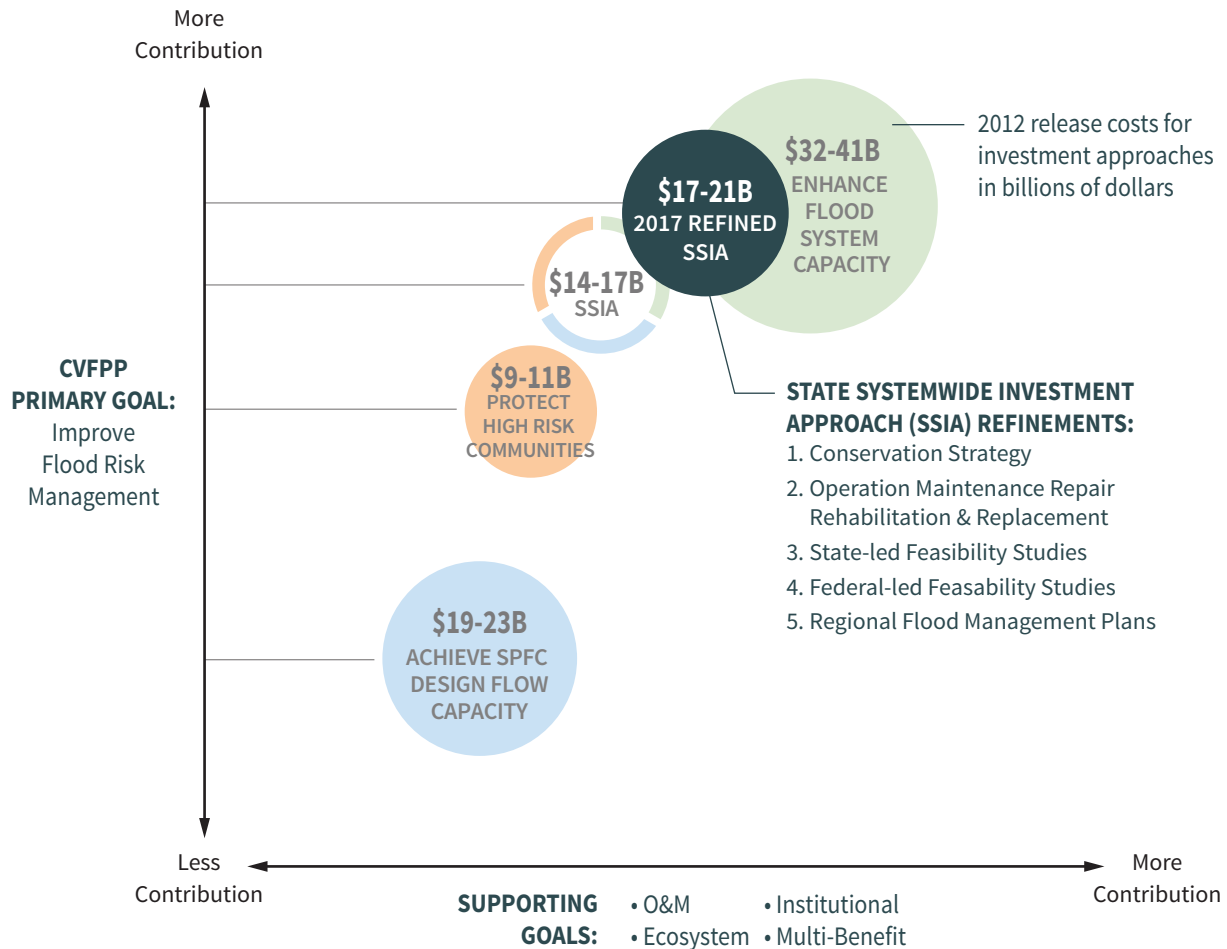 More
Contribution
2012 release costs for
investment approaches
in billions of dollars
$32-41B
ENHANCE
FLOOD
SYSTEM
CAPACITY
$17-21B
2017 REFINED
SSIA
$14-17B
SSIA
$9-11B
PROTECT
HIGH RISK
COMMUNITIES
CVFPP
PRIMARY GOAL:
Improve
Flood Risk
Management
STATE SYSTEMWIDE INVESTMENT
APPROACH (SSIA) REFINEMENTS:
1. Conservation Strategy
2. Operation Maintenance Repair
Rehabilitation & Replacement
3. State-led Feasibility Studies
4. Federal-led Feasability Studies
5. Regional Flood Management Plans
$19-23B
ACHIEVE SPFC
DESIGN FLOW
CAPACITY
Less
Contribution
More
Contribution
SUPPORTING
GOALS:
• O&M
• Ecosystem
• Institutional
• Multi-Benefit